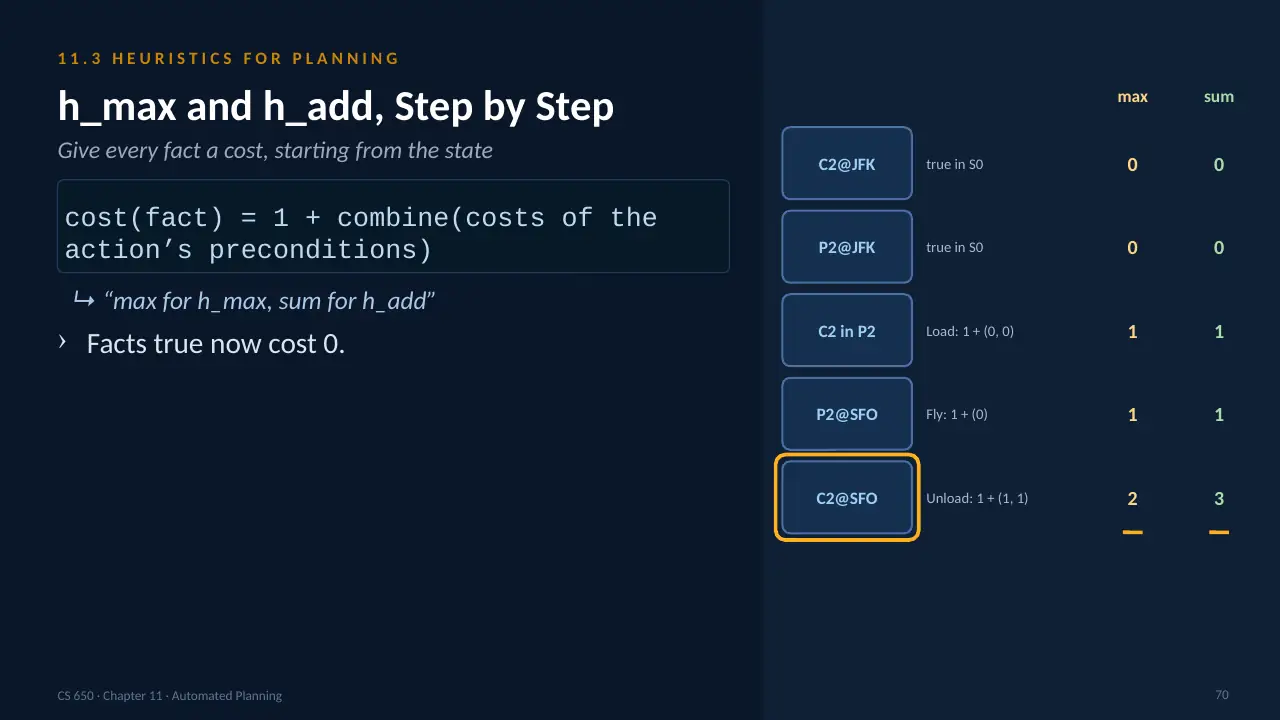 11.3 HEURISTICS FOR PLANNING
h_max and h_add, Step by Step
Give every fact a cost, starting from the state
cost(fact) = 1 + combine(costs of the
action’s preconditions)
↪ “max for h_max, sum for h_add”
› Facts true now cost 0.
max sum
C2@JFK true in S0 0 0
P2@JFK true in S0 0 0
C2 in P2 Load: 1 + (0, 0) 1 1
P2@SFO Fly: 1 + (0) 1 1
C2@SFO Unload: 1 + (1, 1) 2 3
CS 650 · Chapter 11 · Automated Planning
70